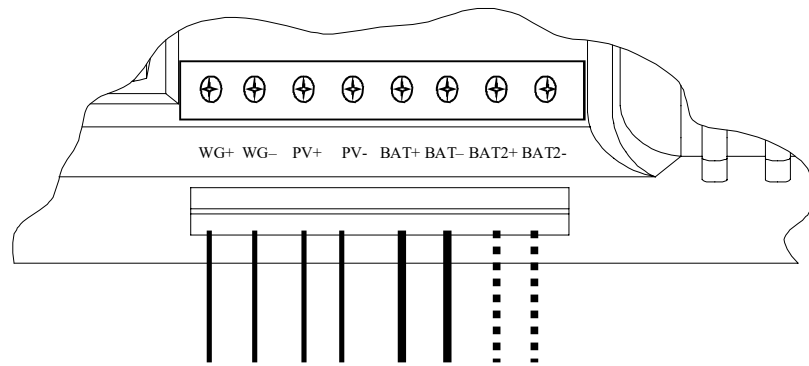 WG+ WG– PV+ PV- BAT+ BAT– BAT2+ BAT2-